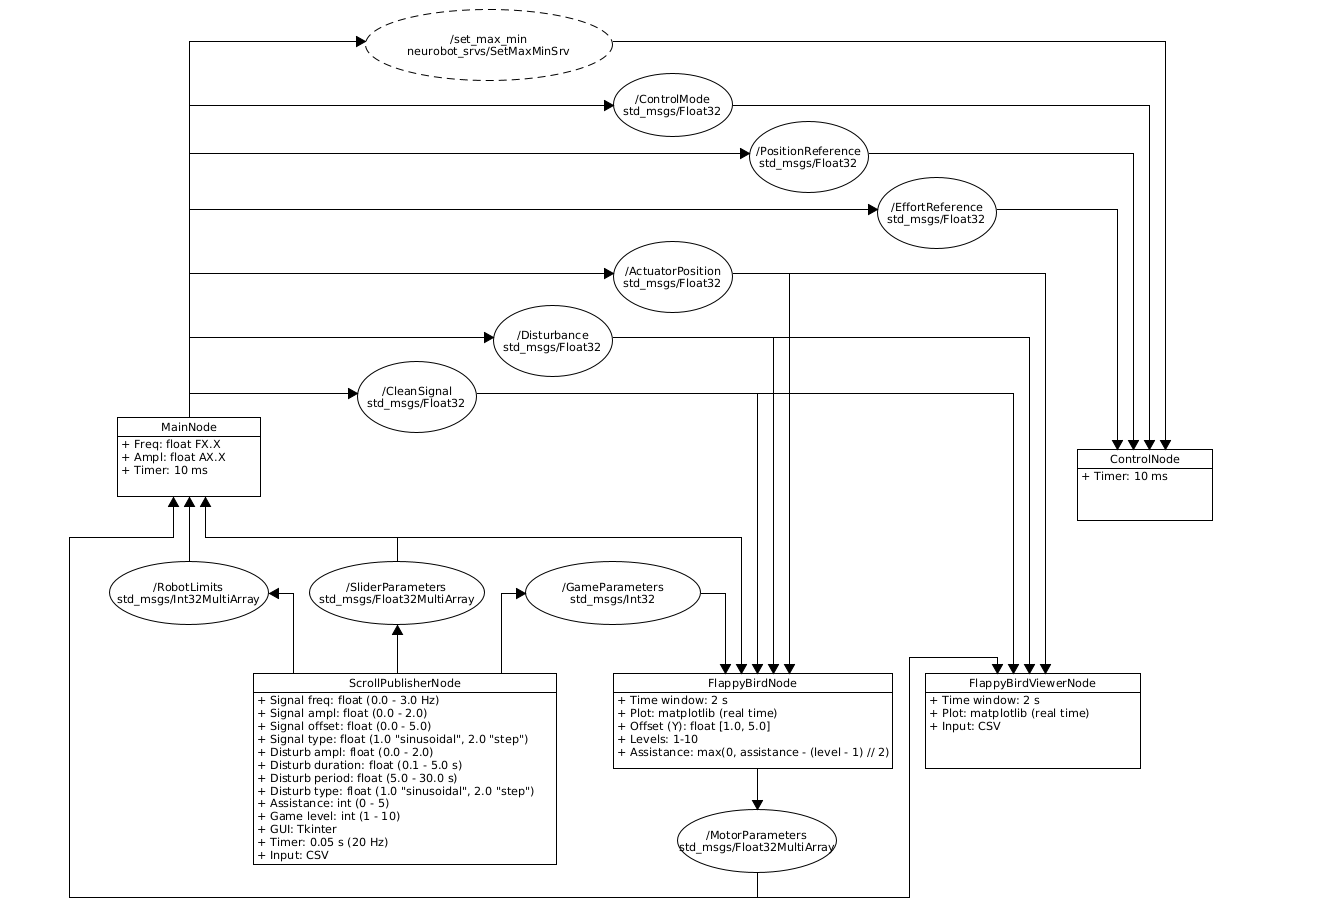 /set_max_min
neurobot_srvs/SetMaxMinSrv
/ControlMode
std_msgs/Float32
/PositionReference
std_msgs/Float32
/EffortReference
std_msgs/Float32
/ActuatorPosition
std_msgs/Float32
/Disturbance
std_msgs/Float32
/CleanSignal
std_msgs/Float32
MainNode
+ Freq: float FX.X
+ Ampl: float AX.X
+ Timer: 10 ms
ControlNode
+ Timer: 10 ms
/RobotLimits
std_msgs/Int32MultiArray
/SliderParameters
std_msgs/Float32MultiArray
/GameParameters
std_msgs/Int32
ScrollPublisherNode
+ Signal freq: float (0.0 - 3.0 Hz)
+ Signal ampl: float (0.0 - 2.0)
+ Signal offset: float (0.0 - 5.0)
+ Signal type: float (1.0 "sinusoidal", 2.0 "step")
+ Disturb ampl: float (0.0 - 2.0)
+ Disturb duration: float (0.1 - 5.0 s)
+ Disturb period: float (5.0 - 30.0 s)
+ Disturb type: float (1.0 "sinusoidal", 2.0 "step")
+ Assistance: int (0 - 5)
+ Game level: int (1 - 10)
+ GUI: Tkinter
+ Timer: 0.05 s (20 Hz)
+ Input: CSV
FlappyBirdNode
+ Time window: 2 s
+ Plot: matplotlib (real time)
+ Offset (Y): float [1.0, 5.0]
+ Levels: 1-10
+ Assistance: max(0, assistance - (level - 1) // 2)
FlappyBirdViewerNode
+ Time window: 2 s
+ Plot: matplotlib (real time)
+ Input: CSV
/MotorParameters
std_msgs/Float32MultiArray